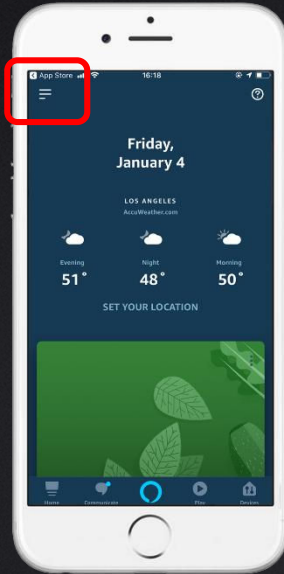 App Store 16:18
Friday,
January 4
LOS ANGELES
AccuWeather.com
Evening Night Morning
51° 48° 50°
SET YOUR LOCATION
Home Communicate Play Devices